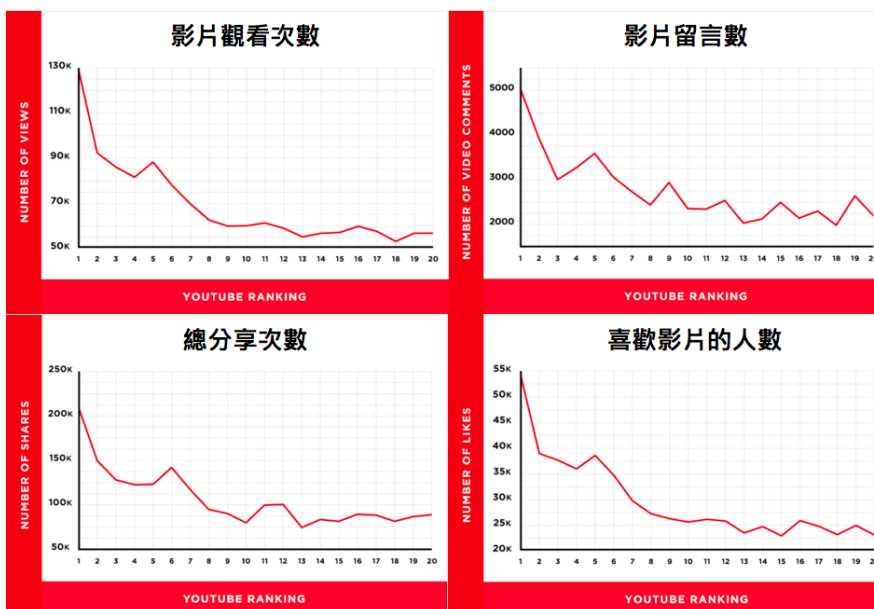 影片觀看次數
NUMBER OF VIEWS
130K
110K
90K
70K
50K
1 2 3 4 5 6 7 8 9 10 11 12 13 14 15 16 17 18 19 20
YOUTUBE RANKING
影片留言數
NUMBER OF VIDEO COMMENTS
5000
4000
3000
2000
1 2 3 4 5 6 7 8 9 10 11 12 13 14 15 16 17 18 19 2
YOUTUBE RANKING
總分享次數
NUMBER OF SHARES
250K
200K
150K
100K
50K
1 2 3 4 5 6 7 8 9 10 11 12 13 14 15 16 17 18 19 20
YOUTUBE RANKING
喜歡影片的人數
NUMBER OF LIKES
55K
50K
45K
40K
35K
30K
25K
20K
1 2 3 4 5 6 7 8 9 10 11 12 13 14 15 16 17 18 19 2
YOUTUBE RANKING